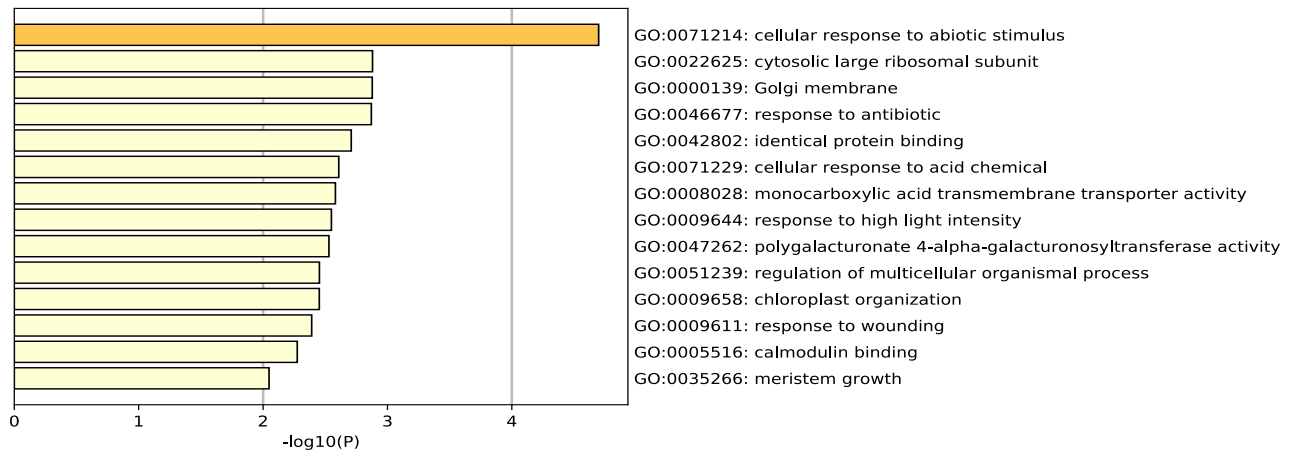 GO:0071214: cellular response to abiotic stimulus
GO:0022625: cytosolic large ribosomal subunit
GO:0000139: Golgi membrane
GO:0046677: response to antibiotic
GO:0042802: identical protein binding
GO:0071229: cellular response to acid chemical
GO:0008028: monocarboxylic acid transmembrane transporter activity
GO:0009644: response to high light intensity
GO:0047262: polygalacturonate 4-alpha-galacturonosyltransferase activity
GO:0051239: regulation of multicellular organismal process
GO:0009658: chloroplast organization
GO:0009611: response to wounding
GO:0005516: calmodulin binding
GO:0035266: meristem growth
0 1 2 3 4
-log10(P)